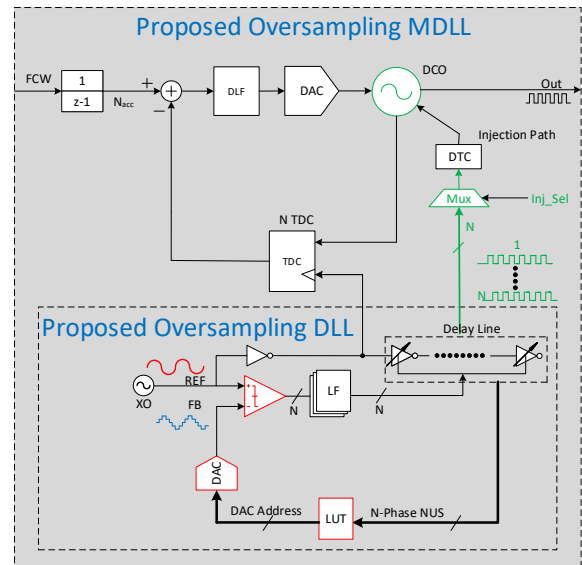 Proposed Oversampling MDLL
FCW
1
z-1
N_acc
+
−
+
DLF
DAC
DCO
Out
Injection Path
DTC
Mux
Inj_Sel
N
1
N
N TDC
TDC
Proposed Oversampling DLL
Delay Line
REF
XO
FB
+
-
N
LF
N
DAC
DAC Address
LUT
N-Phase NUS